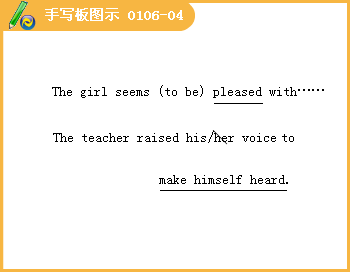 手写板图示 0106-04
The girl seems (to be) pleased with……
The teacher raised his/her voice to
make himself heard.